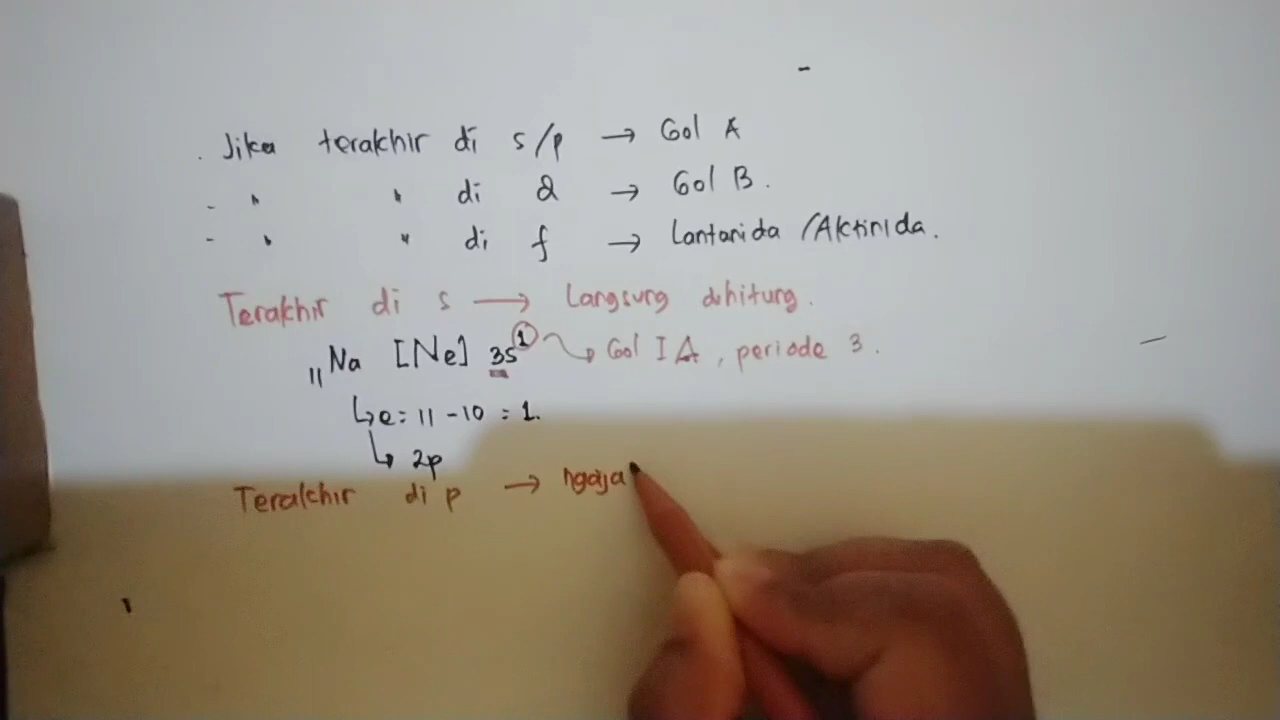 . Jika terakhir di s/p → Gol A
- " " di d → Gol B.
- " " di f → Lantanida /Aktinida.
Terakhir di s → Langsung dihitung.
₁₁Na [Ne] 3s¹ → Gol I A, periode 3.
↳ e = 11 - 10 = 1.
↳ 2p
Terakhir di p → ngaja